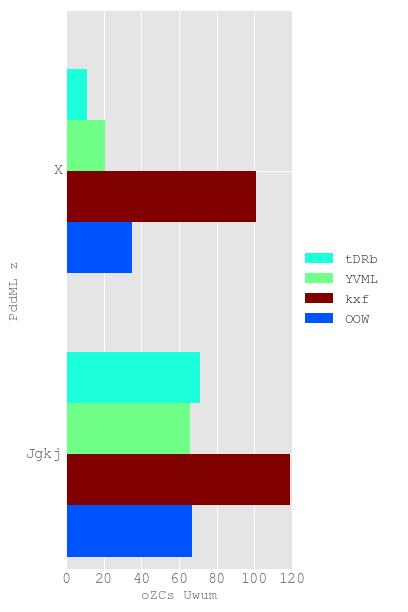 X
Jgkj
PddML z
0 20 40 60 80 100 120
oZCs Uwum
tDRb
YVML
kxf
OOW